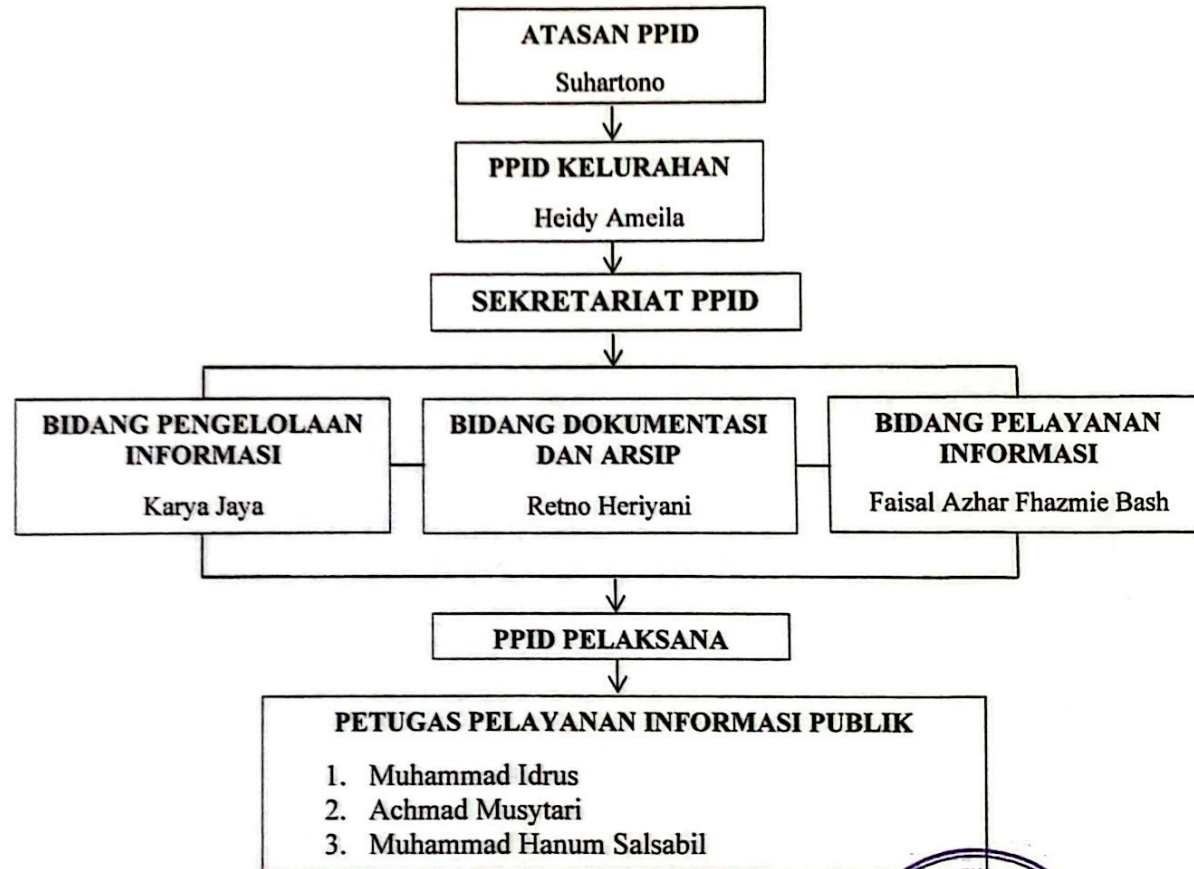 ATASAN PPID
Suhartono
PPID KELURAHAN
Heidy Ameila
SEKRETARIAT PPID
BIDANG PENGELOLAAN
INFORMASI
Karya Jaya
BIDANG DOKUMENTASI
DAN ARSIP
Retno Heriyani
BIDANG PELAYANAN
INFORMASI
Faisal Azhar Fhazmie Bash
PPID PELAKSANA
PETUGAS PELAYANAN INFORMASI PUBLIK
1. Muhammad Idrus
2. Achmad Musytari
3. Muhammad Hanum Salsabil